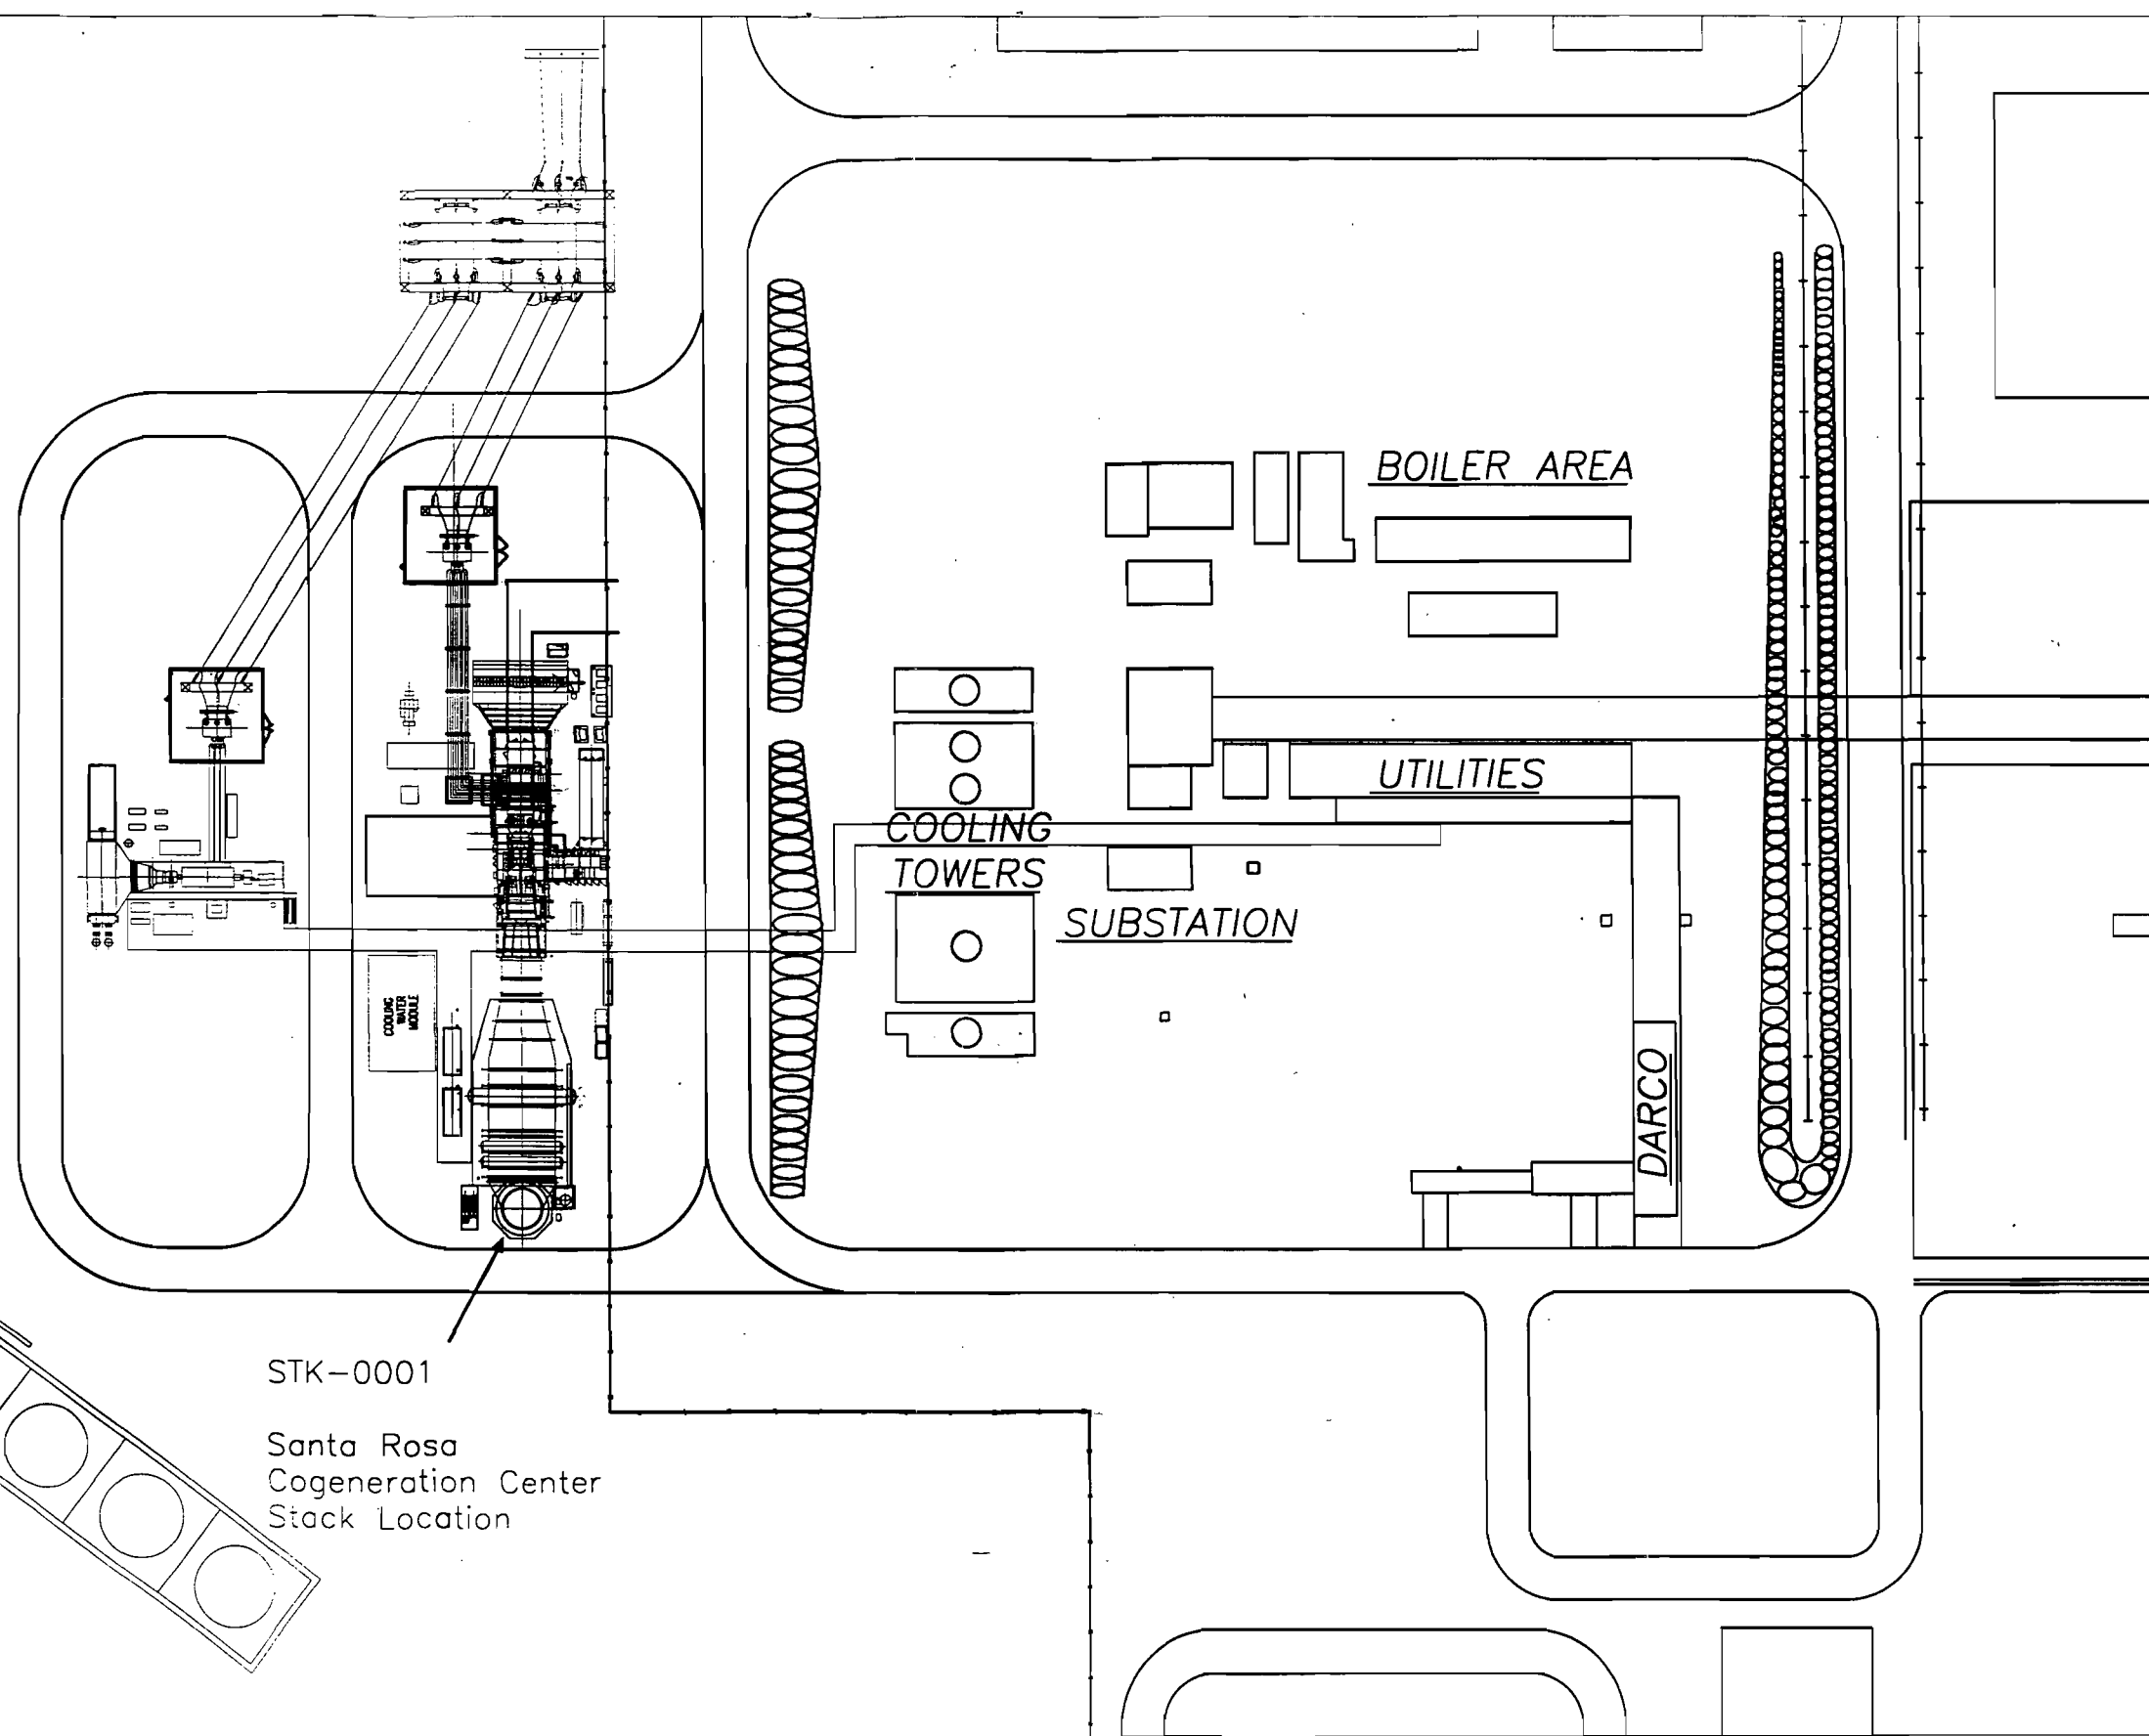 BOILER AREA
UTILITIES
COOLING
TOWERS
SUBSTATION
COOLING
WATER
MODULE
DARCO
STK-0001
Santa Rosa
Cogeneration Center
Stack Location